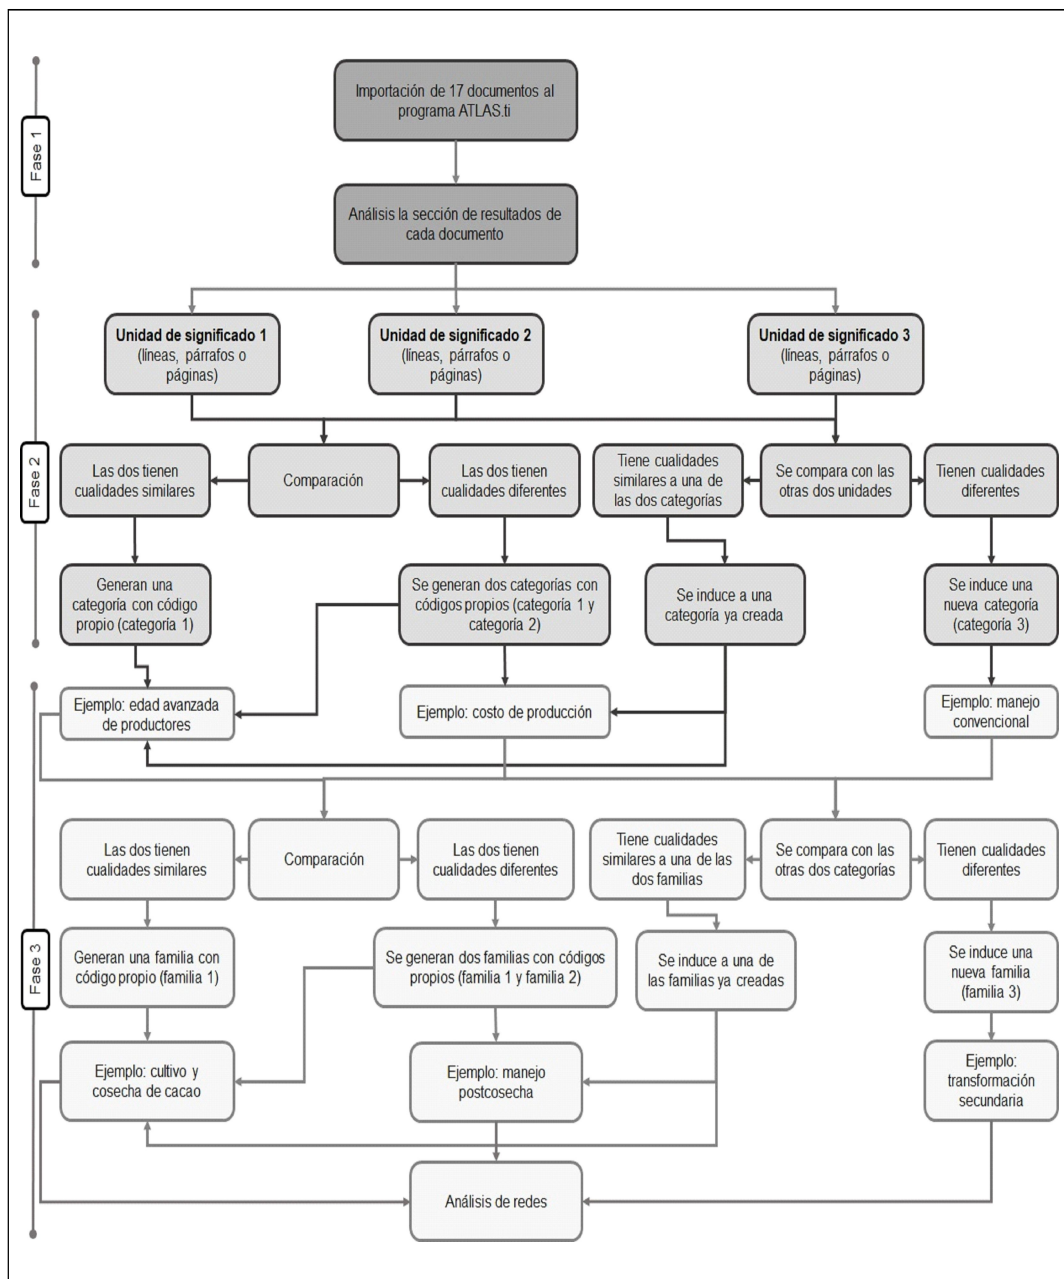 Fase 1
Importación de 17 documentos al
programa ATLAS.ti
Análisis la sección de resultados de
cada documento
Fase 2
Unidad de significado 1
(líneas, párrafos o
páginas)
Unidad de significado 2
(líneas, párrafos o
páginas)
Unidad de significado 3
(líneas, párrafos o
páginas)
Las dos tienen
cualidades similares
Comparación
Las dos tienen
cualidades diferentes
Tiene cualidades
similares a una de
las dos categorías
Se compara con las
otras dos unidades
Tienen cualidades
diferentes
Generan una
categoría con código
propio (categoría 1)
Se generan dos categorías con
códigos propios (categoría 1 y
categoría 2)
Se induce a una
categoría ya creada
Se induce una
nueva categoría
(categoría 3)
Fase 3
Ejemplo: edad avanzada
de productores
Ejemplo: costo de producción
Ejemplo: manejo
convencional
Las dos tienen
cualidades similares
Comparación
Las dos tienen
cualidades diferentes
Tiene cualidades
similares a una de las
dos familias
Se compara con las
otras dos categorías
Tienen cualidades
diferentes
Generan una familia con
código propio (familia 1)
Se generan dos familias con códigos
propios (familia 1 y familia 2)
Se induce a una de
las familias ya creadas
Se induce una
nueva familia
(familia 3)
Ejemplo: cultivo y
cosecha de cacao
Ejemplo: manejo
postcosecha
Ejemplo:
transformación
secundaria
Análisis de redes